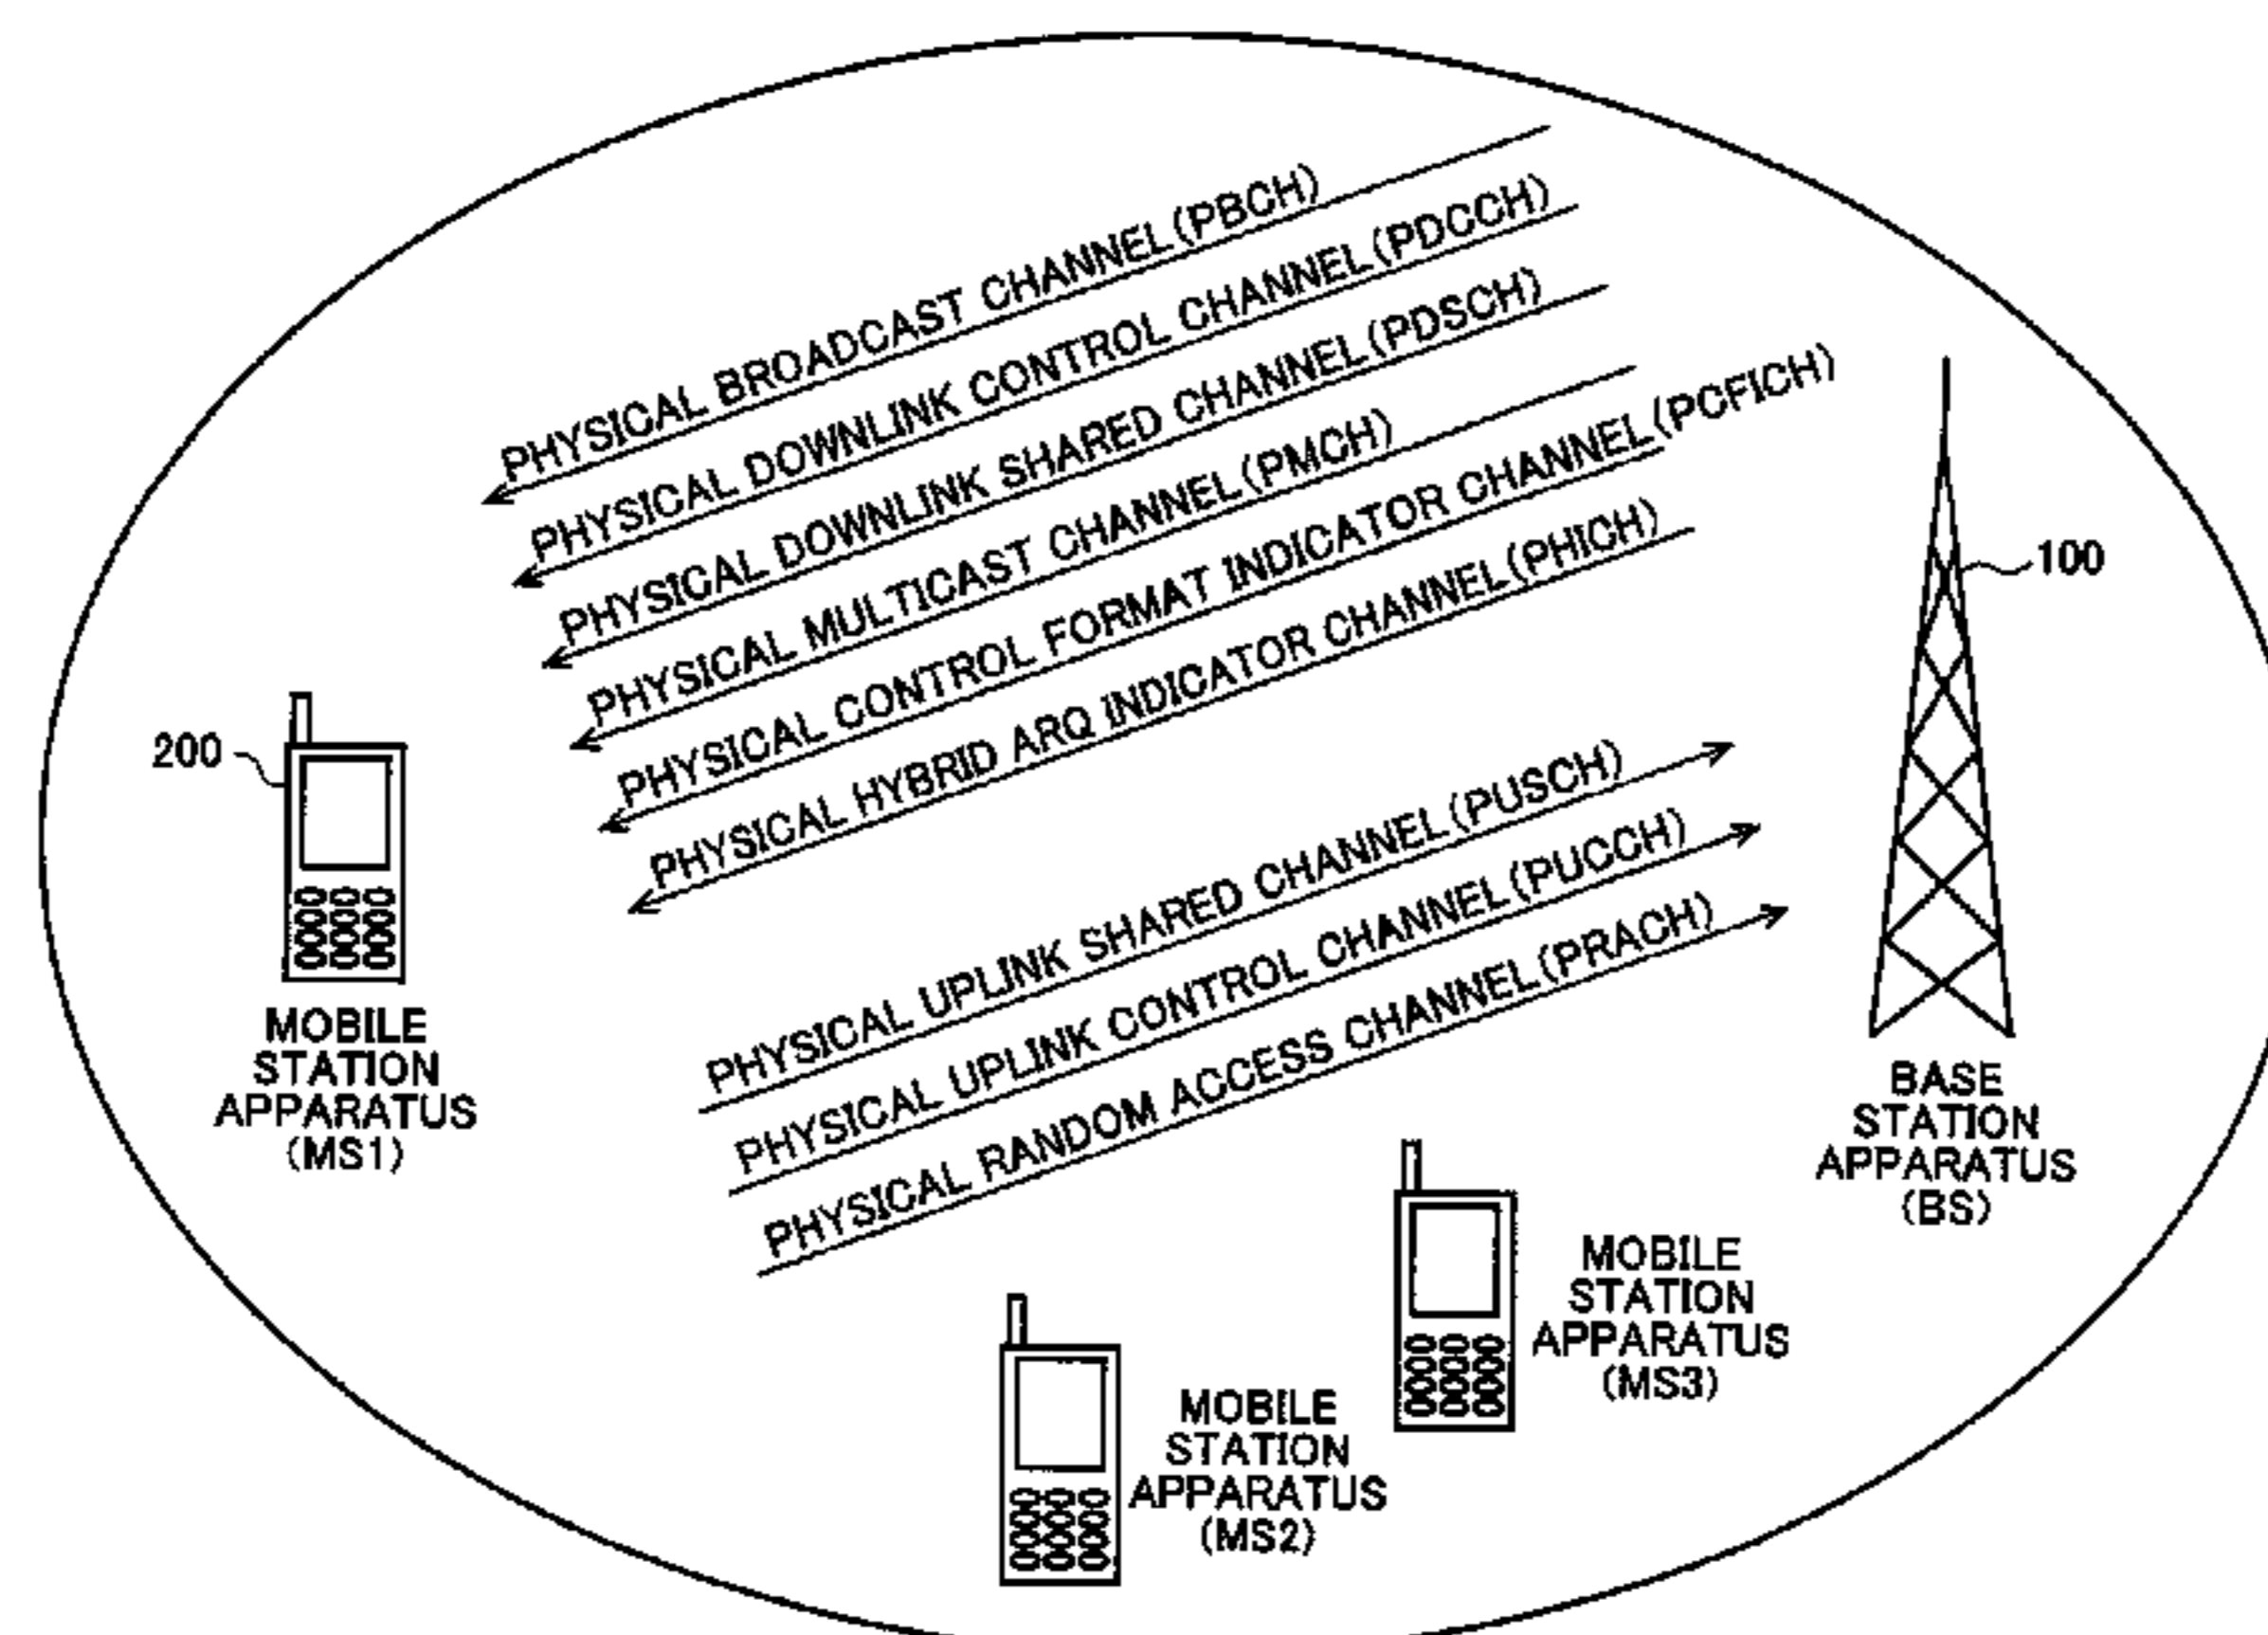 PHYSICAL BROADCAST CHANNEL(PBCH)
PHYSICAL DOWNLINK CONTROL CHANNEL(PDCCH)
PHYSICAL DOWNLINK SHARED CHANNEL(PDSCH)
PHYSICAL MULTICAST CHANNEL(PMCH)
PHYSICAL CONTROL FORMAT INDICATOR CHANNEL(PCFICH)
PHYSICAL HYBRID ARQ INDICATOR CHANNEL(PHICH)
100
200
PHYSICAL UPLINK SHARED CHANNEL(PUSCH)
PHYSICAL UPLINK CONTROL CHANNEL(PUCCH)
PHYSICAL RANDOM ACCESS CHANNEL(PRACH)
MOBILE
STATION
APPARATUS
(MS1)
BASE
STATION
APPARATUS
(BS)
MOBILE
STATION
APPARATUS
(MS3)
MOBILE
STATION
APPARATUS
(MS2)